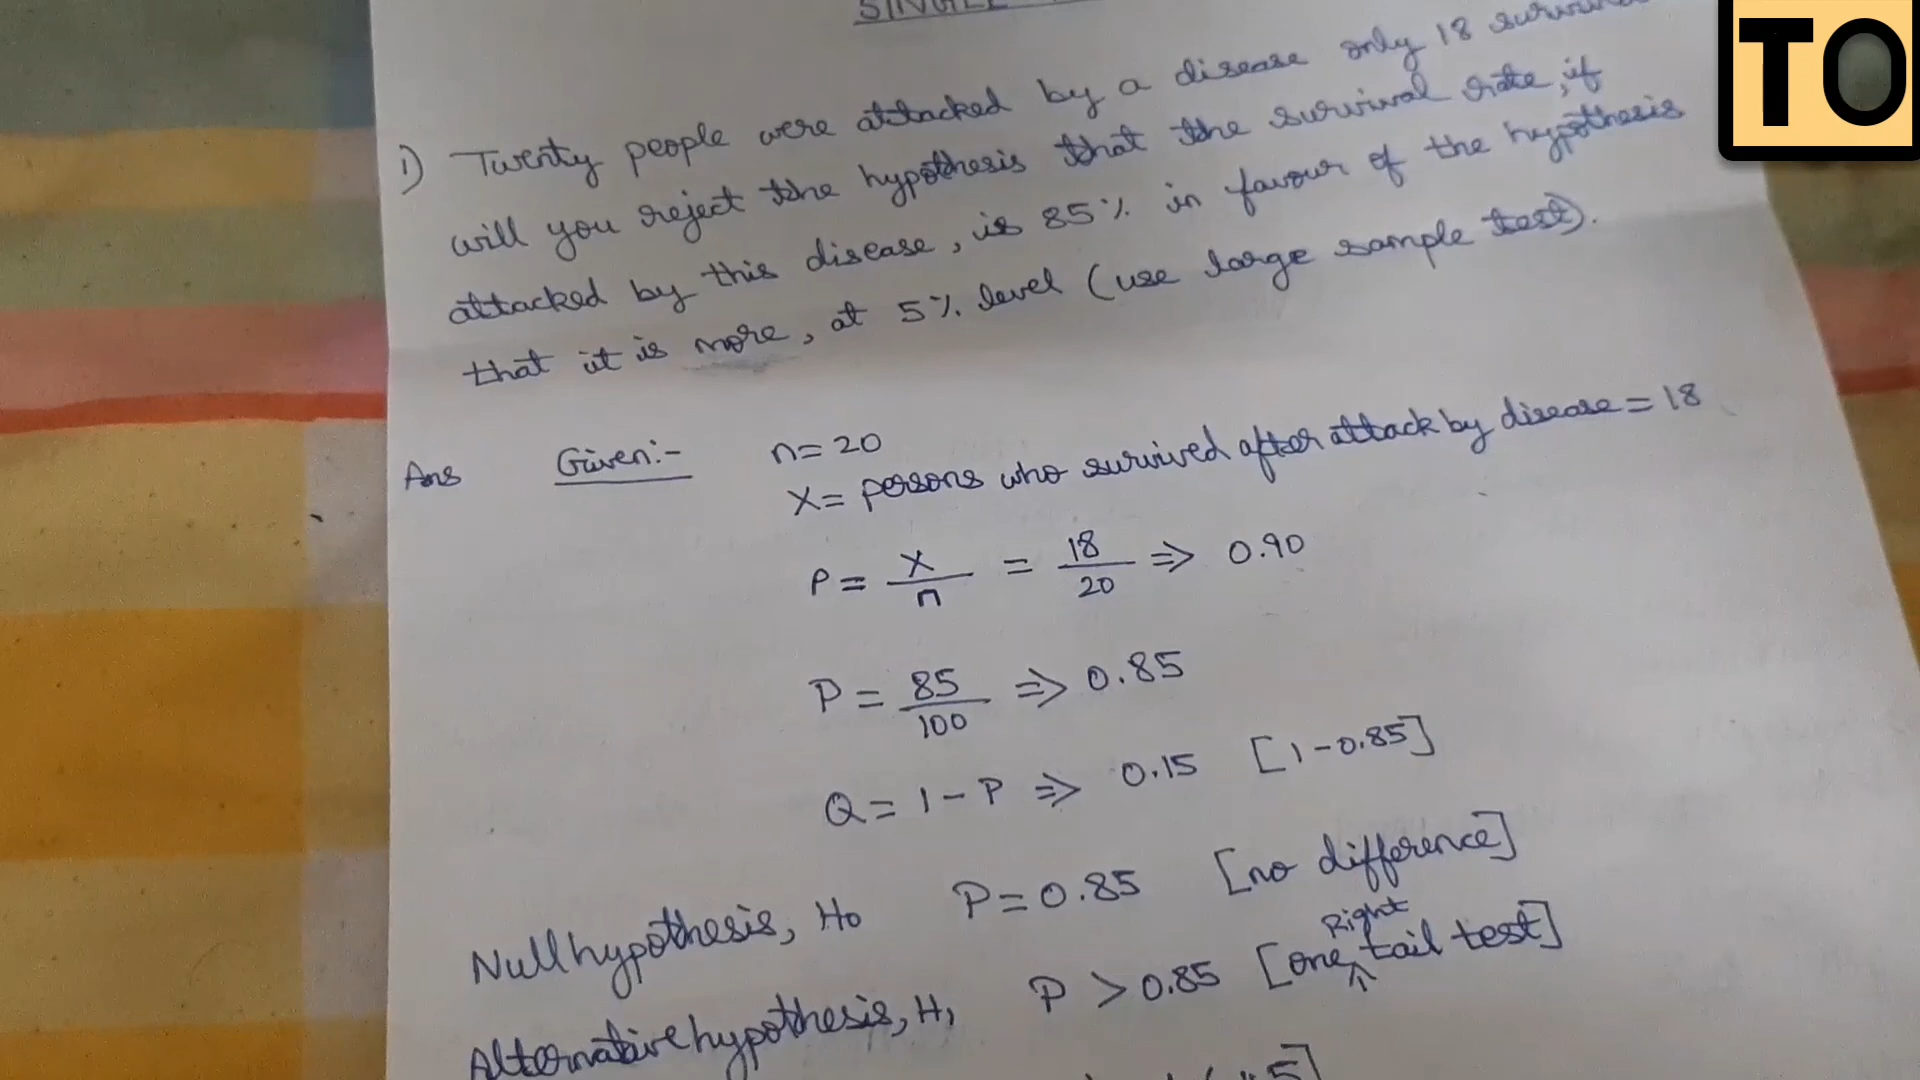 SINGLE
TO
1) Twenty people were attacked by a disease only 18
will you reject the hypothesis that the survival rate, if
attacked by this disease, is 85% in favour of the hypothesis
that it is more, at 5% level (use large sample test).
Ans Given:- n = 20
X = persons who survived after attack by disease = 18
P = X/n = 18/20 => 0.90
P = 85/100 => 0.85
Q = 1 - P => 0.15 [1 - 0.85]
Null hypothesis, H0 P = 0.85 [no difference]
Right
Alternative hypothesis, H1 P > 0.85 [one tail test]